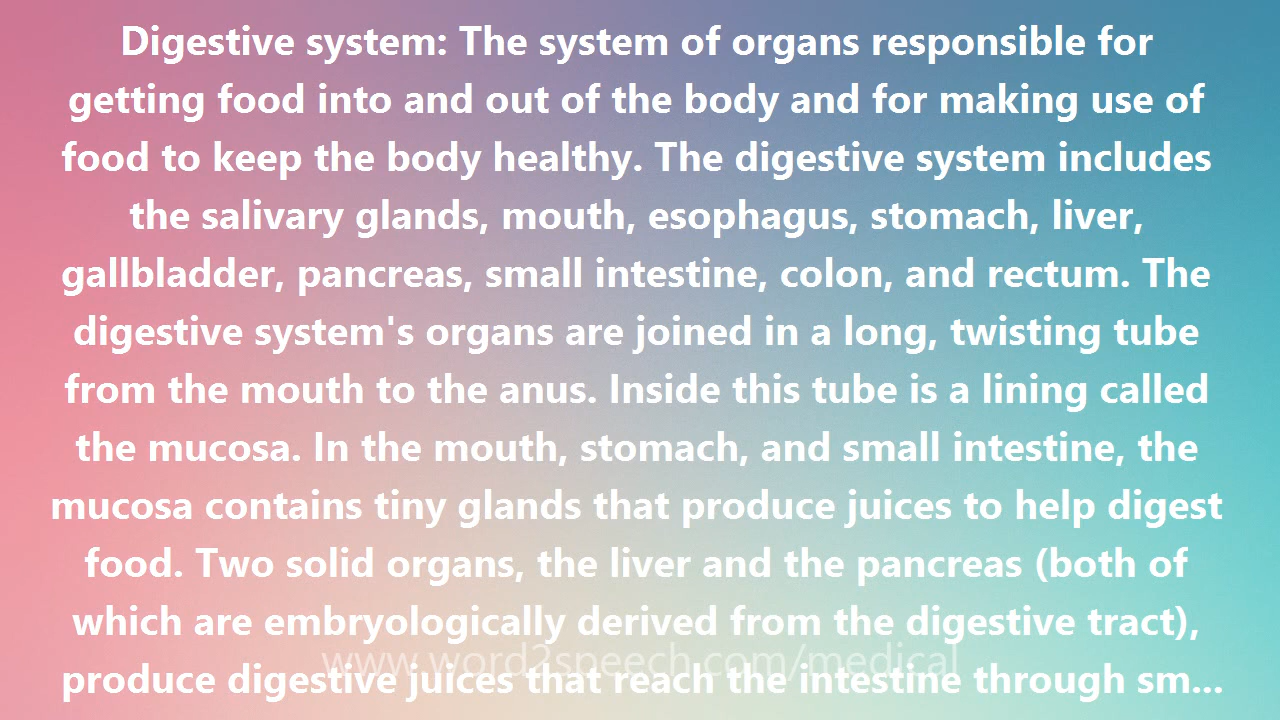 Digestive system: The system of organs responsible for
getting food into and out of the body and for making use of
food to keep the body healthy. The digestive system includes
the salivary glands, mouth, esophagus, stomach, liver,
gallbladder, pancreas, small intestine, colon, and rectum. The
digestive system's organs are joined in a long, twisting tube
from the mouth to the anus. Inside this tube is a lining called
the mucosa. In the mouth, stomach, and small intestine, the
mucosa contains tiny glands that produce juices to help digest
food. Two solid organs, the liver and the pancreas (both of
which are embryologically derived from the digestive tract),
www.word2speech.com/medical
produce digestive juices that reach the intestine through sm...